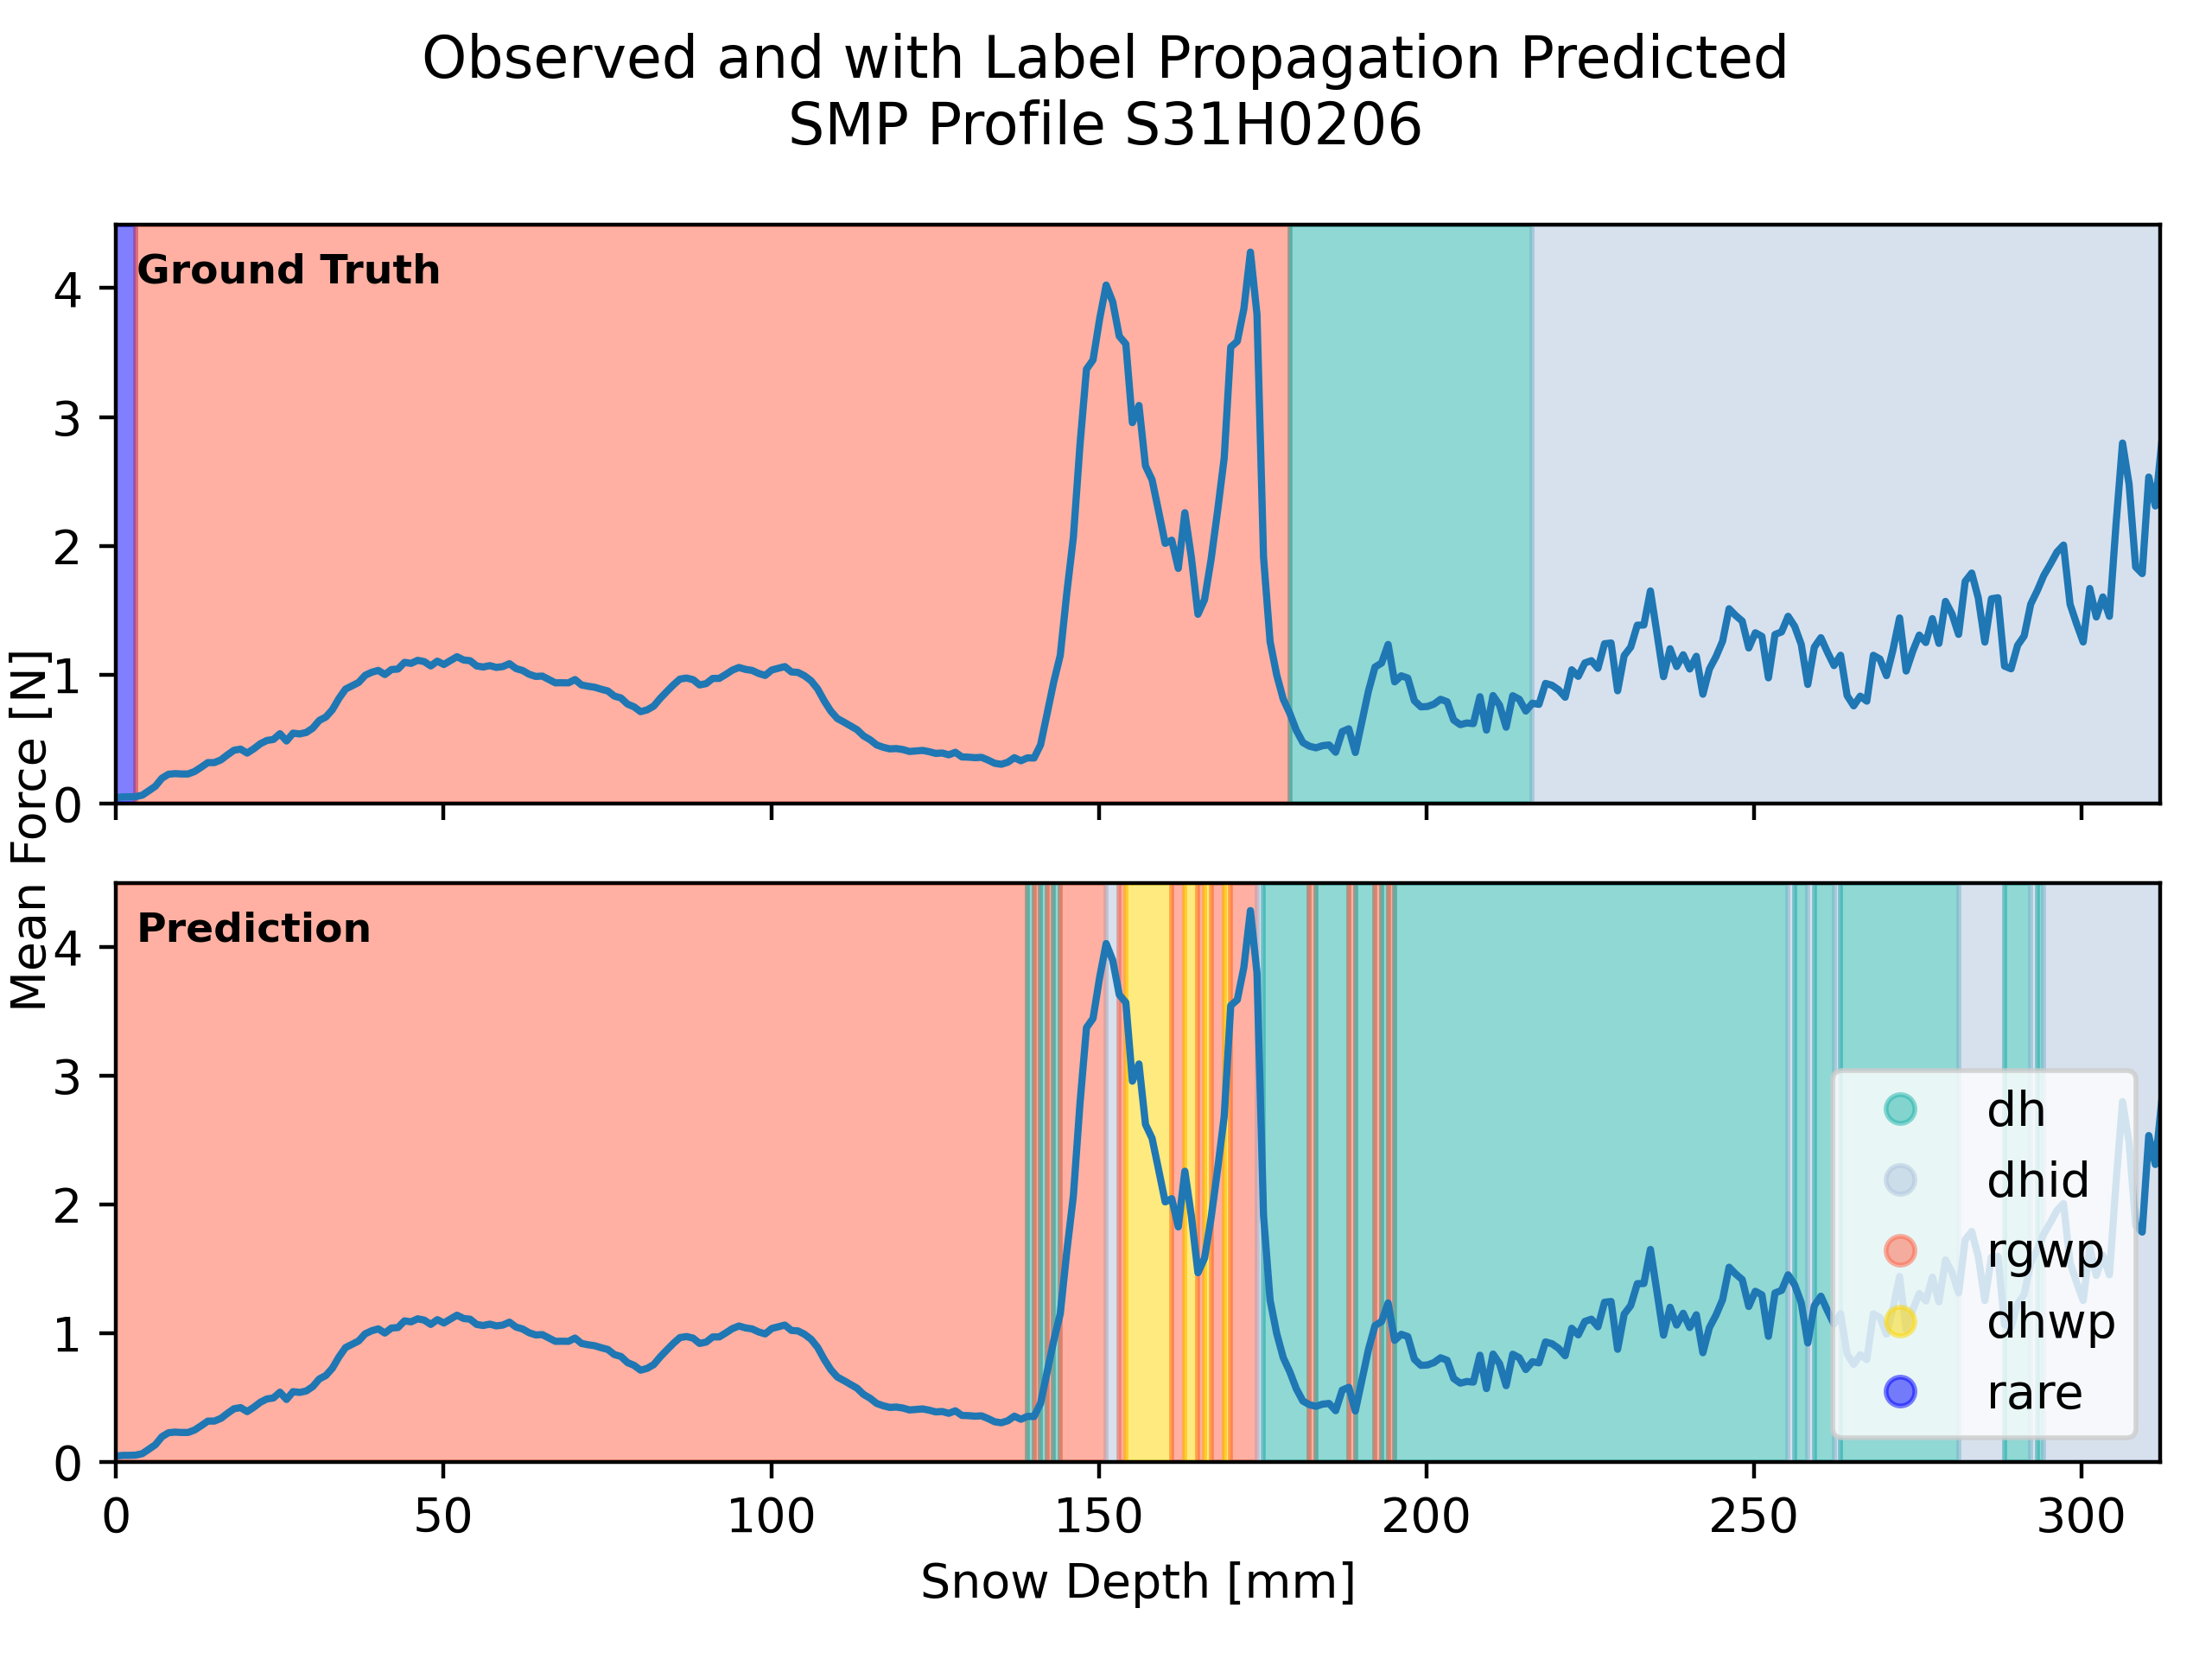 Observed and with Label Propagation Predicted
SMP Profile S31H0206
Mean Force [N]
Ground Truth
4
3
2
1
0
Prediction
4
3
2
1
0
dh
dhid
rgwp
dhwp
rare
0 50 100 150 200 250 300
Snow Depth [mm]